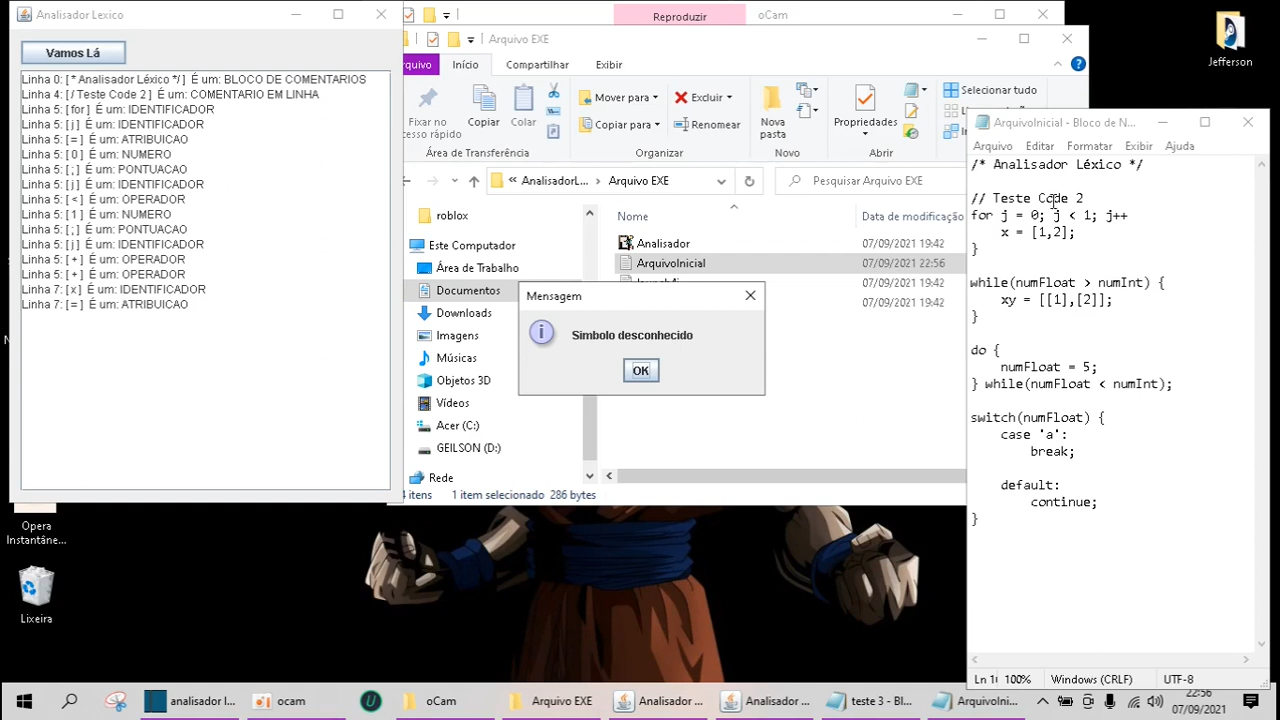 Analisador Lexico
Vamos Lá
Linha 0: [ * Analisador Léxico */ ] É um: BLOCO DE COMENTARIOS
Linha 4: [ / Teste Code 2 ] É um: COMENTARIO EM LINHA
Linha 5: [ for ] É um: IDENTIFICADOR
Linha 5: [ j ] É um: IDENTIFICADOR
Linha 5: [ = ] É um: ATRIBUICAO
Linha 5: [ 0 ] É um: NUMERO
Linha 5: [ ; ] É um: PONTUACAO
Linha 5: [ j ] É um: IDENTIFICADOR
Linha 5: [ < ] É um: OPERADOR
Linha 5: [ 1 ] É um: NUMERO
Linha 5: [ ; ] É um: PONTUACAO
Linha 5: [ j ] É um: IDENTIFICADOR
Linha 5: [ + ] É um: OPERADOR
Linha 5: [ + ] É um: OPERADOR
Linha 7: [ x ] É um: IDENTIFICADOR
Linha 7: [ = ] É um: ATRIBUICAO
Reproduzir oCam
Arquivo EXE
Início Compartilhar Exibir
Fixar no acesso rápido
Copiar
Colar
Área de Transferência
Mover para
Copiar para
Excluir
Renomear
Organizar
Nova pasta
Novo
Propriedades
Abrir
Selecionar tudo
« AnalisadorL... > Arquivo EXE
Pesquisar Arquivo EXE
roblox
Este Computador
Área de Trabalho
Documentos
Downloads
Imagens
Músicas
Objetos 3D
Vídeos
Acer (C:)
GEILSON (D:)
Rede
Nome Data de modificação
Analisador 07/09/2021 19:42
ArquivoInicial 07/09/2021 22:56
07/09/2021 19:42
07/09/2021 19:42
itens 1 item selecionado 286 bytes
Mensagem
Simbolo desconhecido
OK
ArquivoInicial - Bloco de N...
Arquivo Editar Formatar Exibir Ajuda
/* Analisador Léxico */
// Teste Code 2
for j = 0; j < 1; j++
x = [1,2];
}
while(numFloat > numInt) {
xy = [[1],[2]];
}
do {
numFloat = 5;
} while(numFloat < numInt);
switch(numFloat) {
case 'a':
break;
default:
continue;
}
100% Windows (CRLF) UTF-8
Jefferson
Opera Instantâne...
Lixeira
analisador l...
ocam
oCam
Arquivo EXE
Analisador ...
Analisador ...
teste 3 - Bl...
ArquivoIni...
22:56
07/09/2021